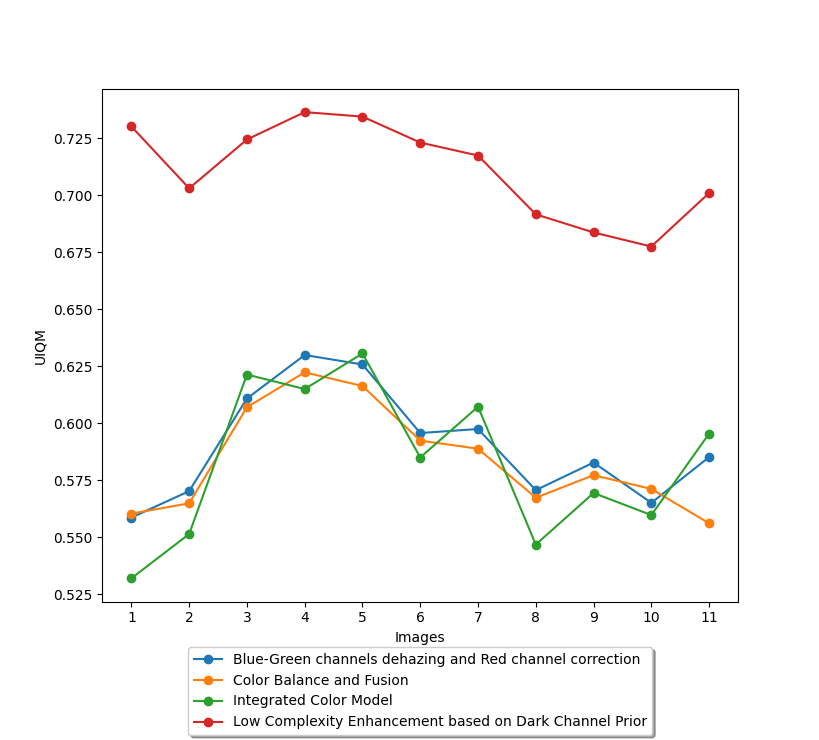 0.725
0.700
0.675
0.650
0.625
0.600
0.575
0.550
0.525
UIQM
1 2 3 4 5 6 7 8 9 10 11
Images
Blue-Green channels dehazing and Red channel correction
Color Balance and Fusion
Integrated Color Model
Low Complexity Enhancement based on Dark Channel Prior